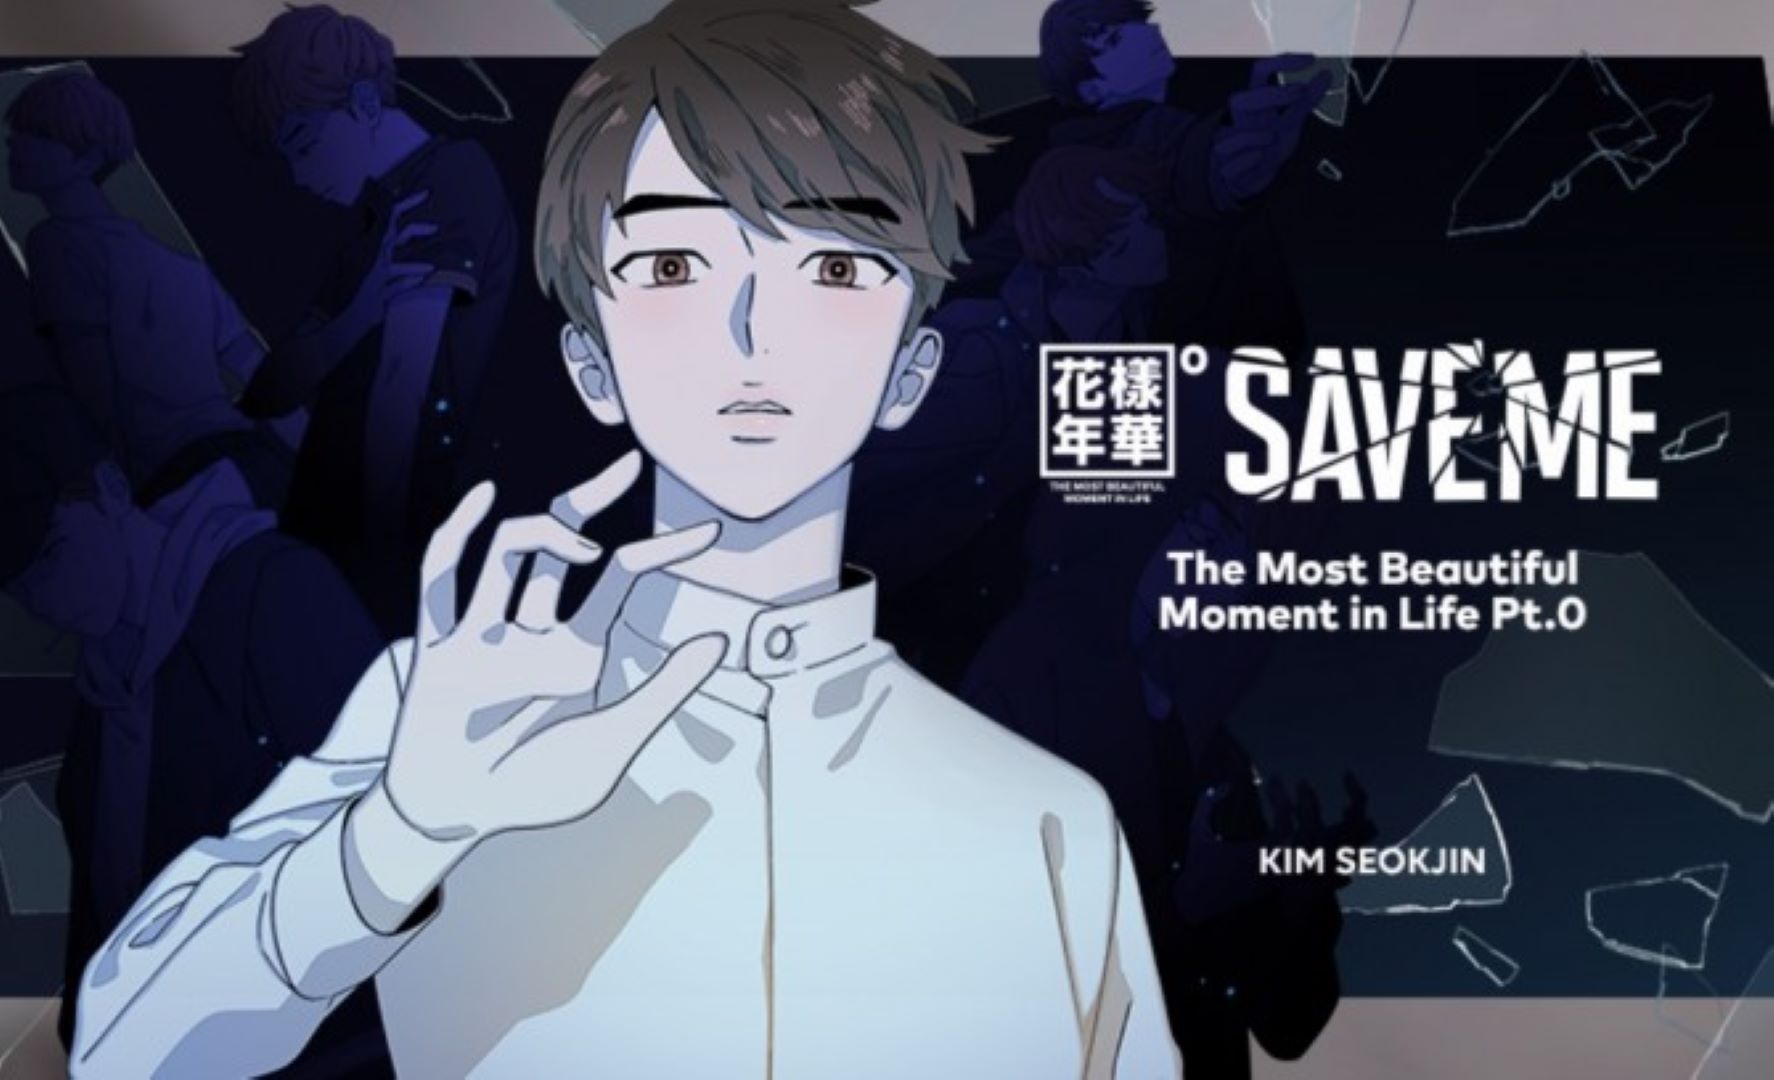 花樣
年華
THE MOST BEAUTIFUL
MOMENT IN LIFE
0 SAVE ME
The Most Beautiful
Moment in Life Pt.0
KIM SEOKJIN